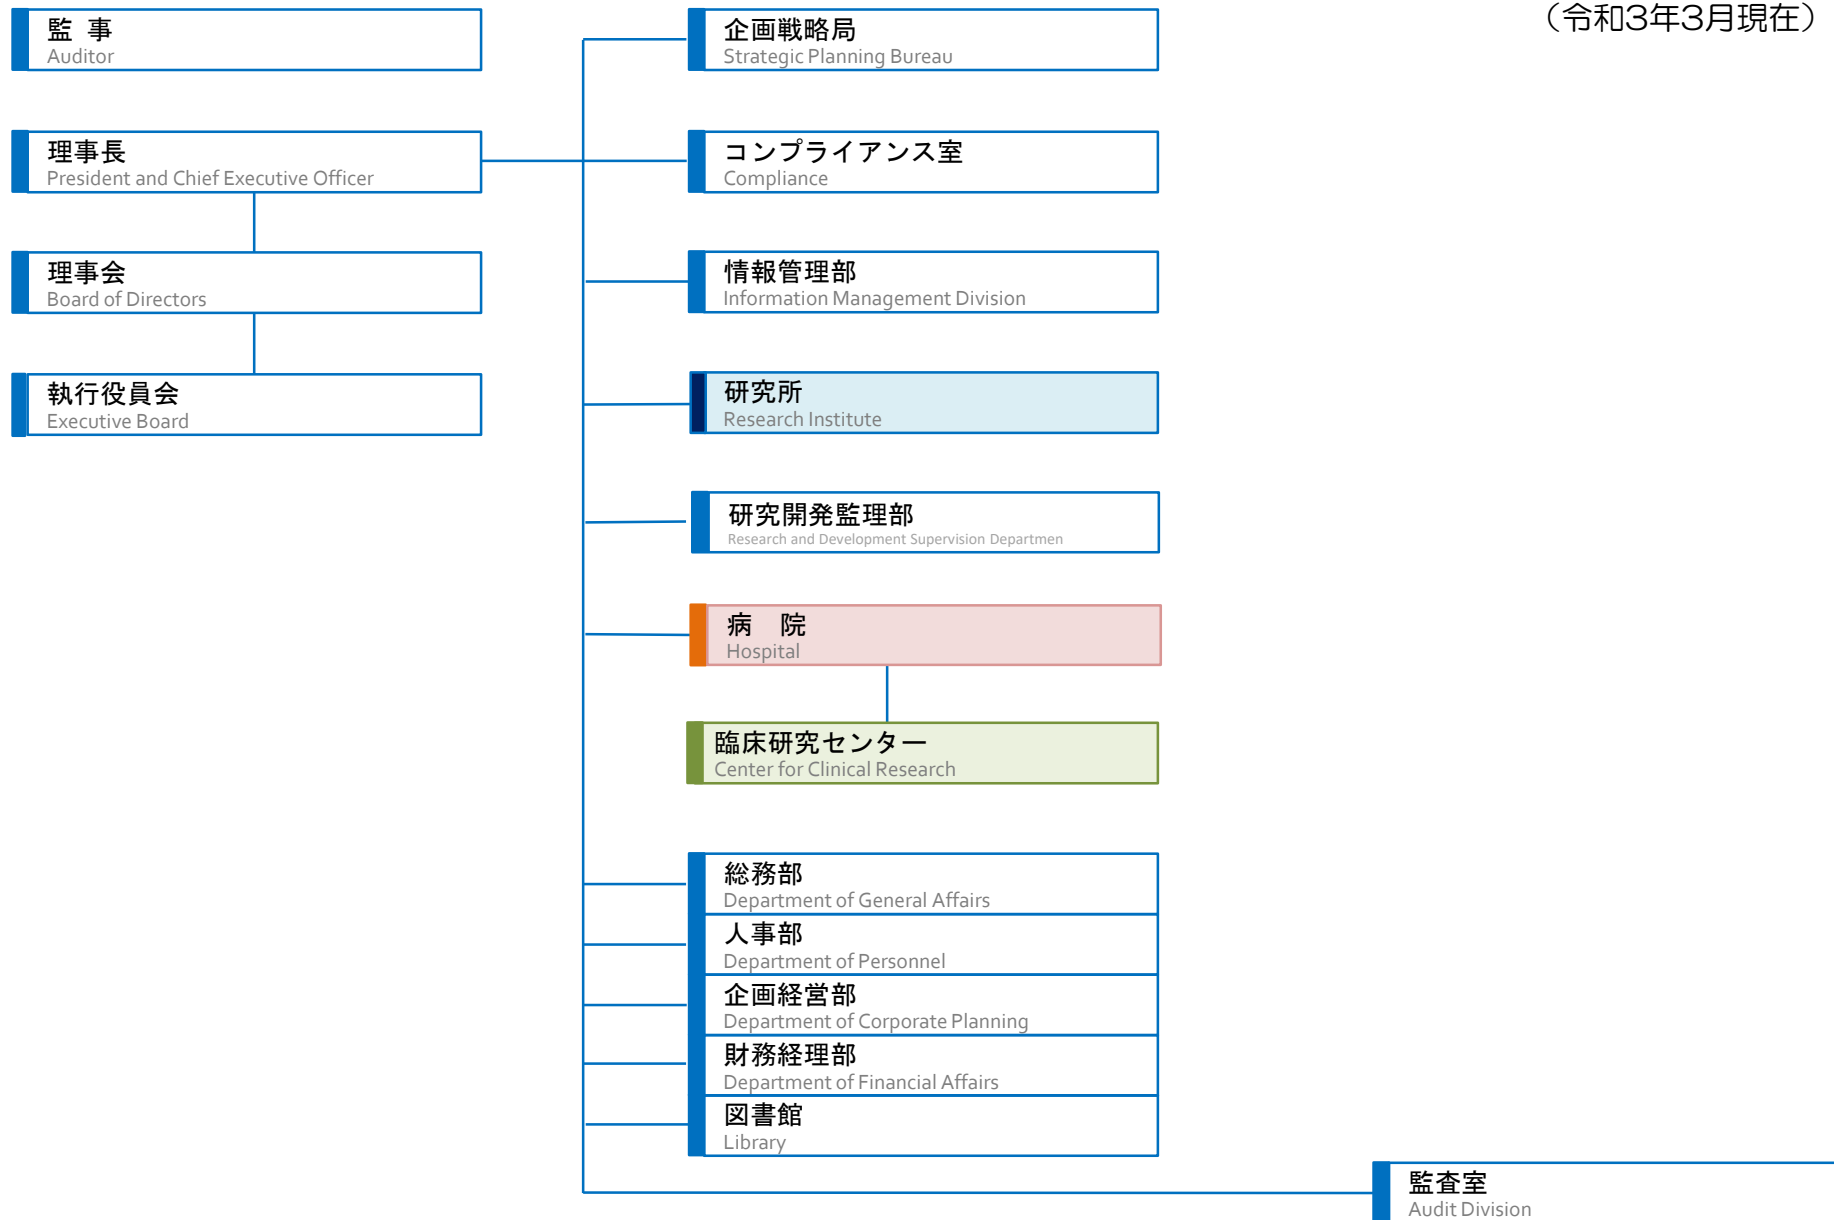 （令和3年3月現在）
監 事
Auditor
理事長
President and Chief Executive Officer
理事会
Board of Directors
執行役員会
Executive Board
企画戦略局
Strategic Planning Bureau
コンプライアンス室
Compliance
情報管理部
Information Management Division
研究所
Research Institute
研究開発監理部
Research and Development Supervision Departmen
病　院
Hospital
臨床研究センター
Center for Clinical Research
総務部
Department of General Affairs
人事部
Department of Personnel
企画経営部
Department of Corporate Planning
財務経理部
Department of Financial Affairs
図書館
Library
監査室
Audit Division